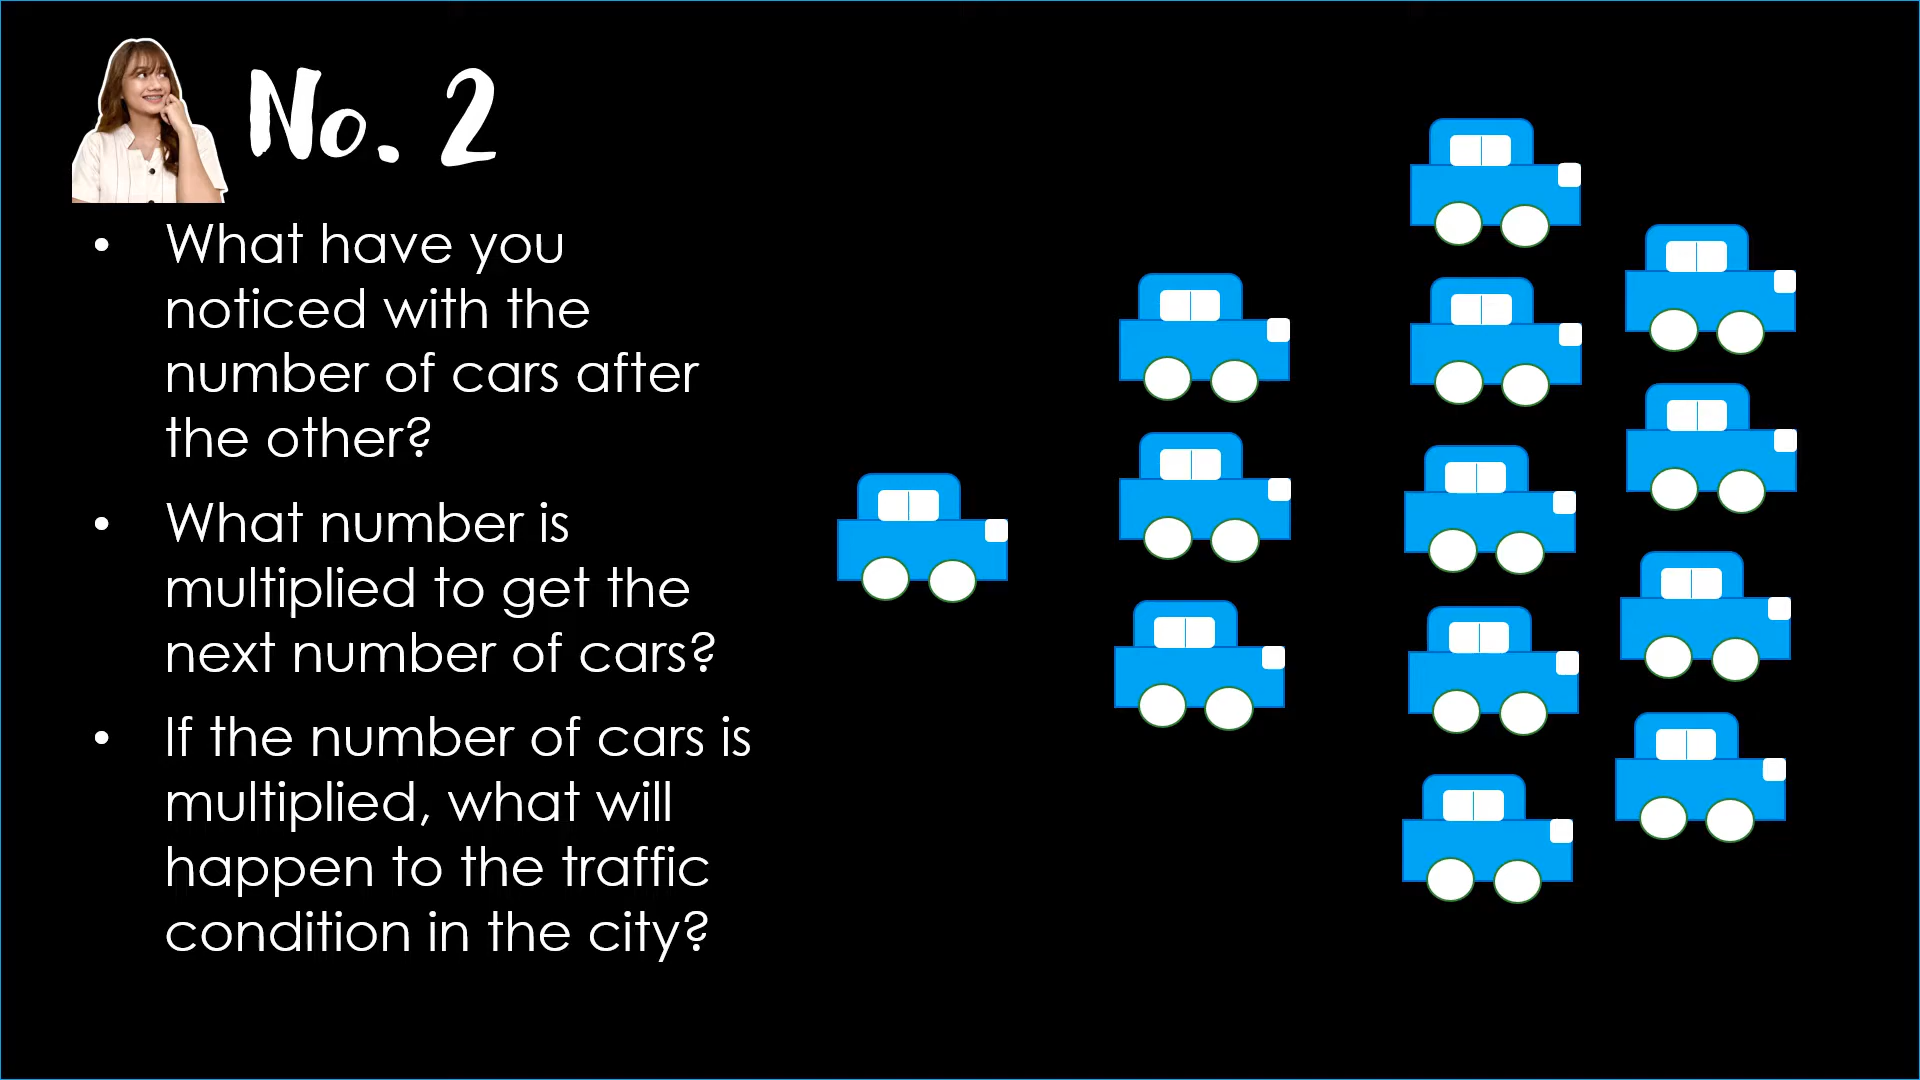 No. 2
• What have you
noticed with the
number of cars after
the other?
• What number is
multiplied to get the
next number of cars?
• If the number of cars is
multiplied, what will
happen to the traffic
condition in the city?